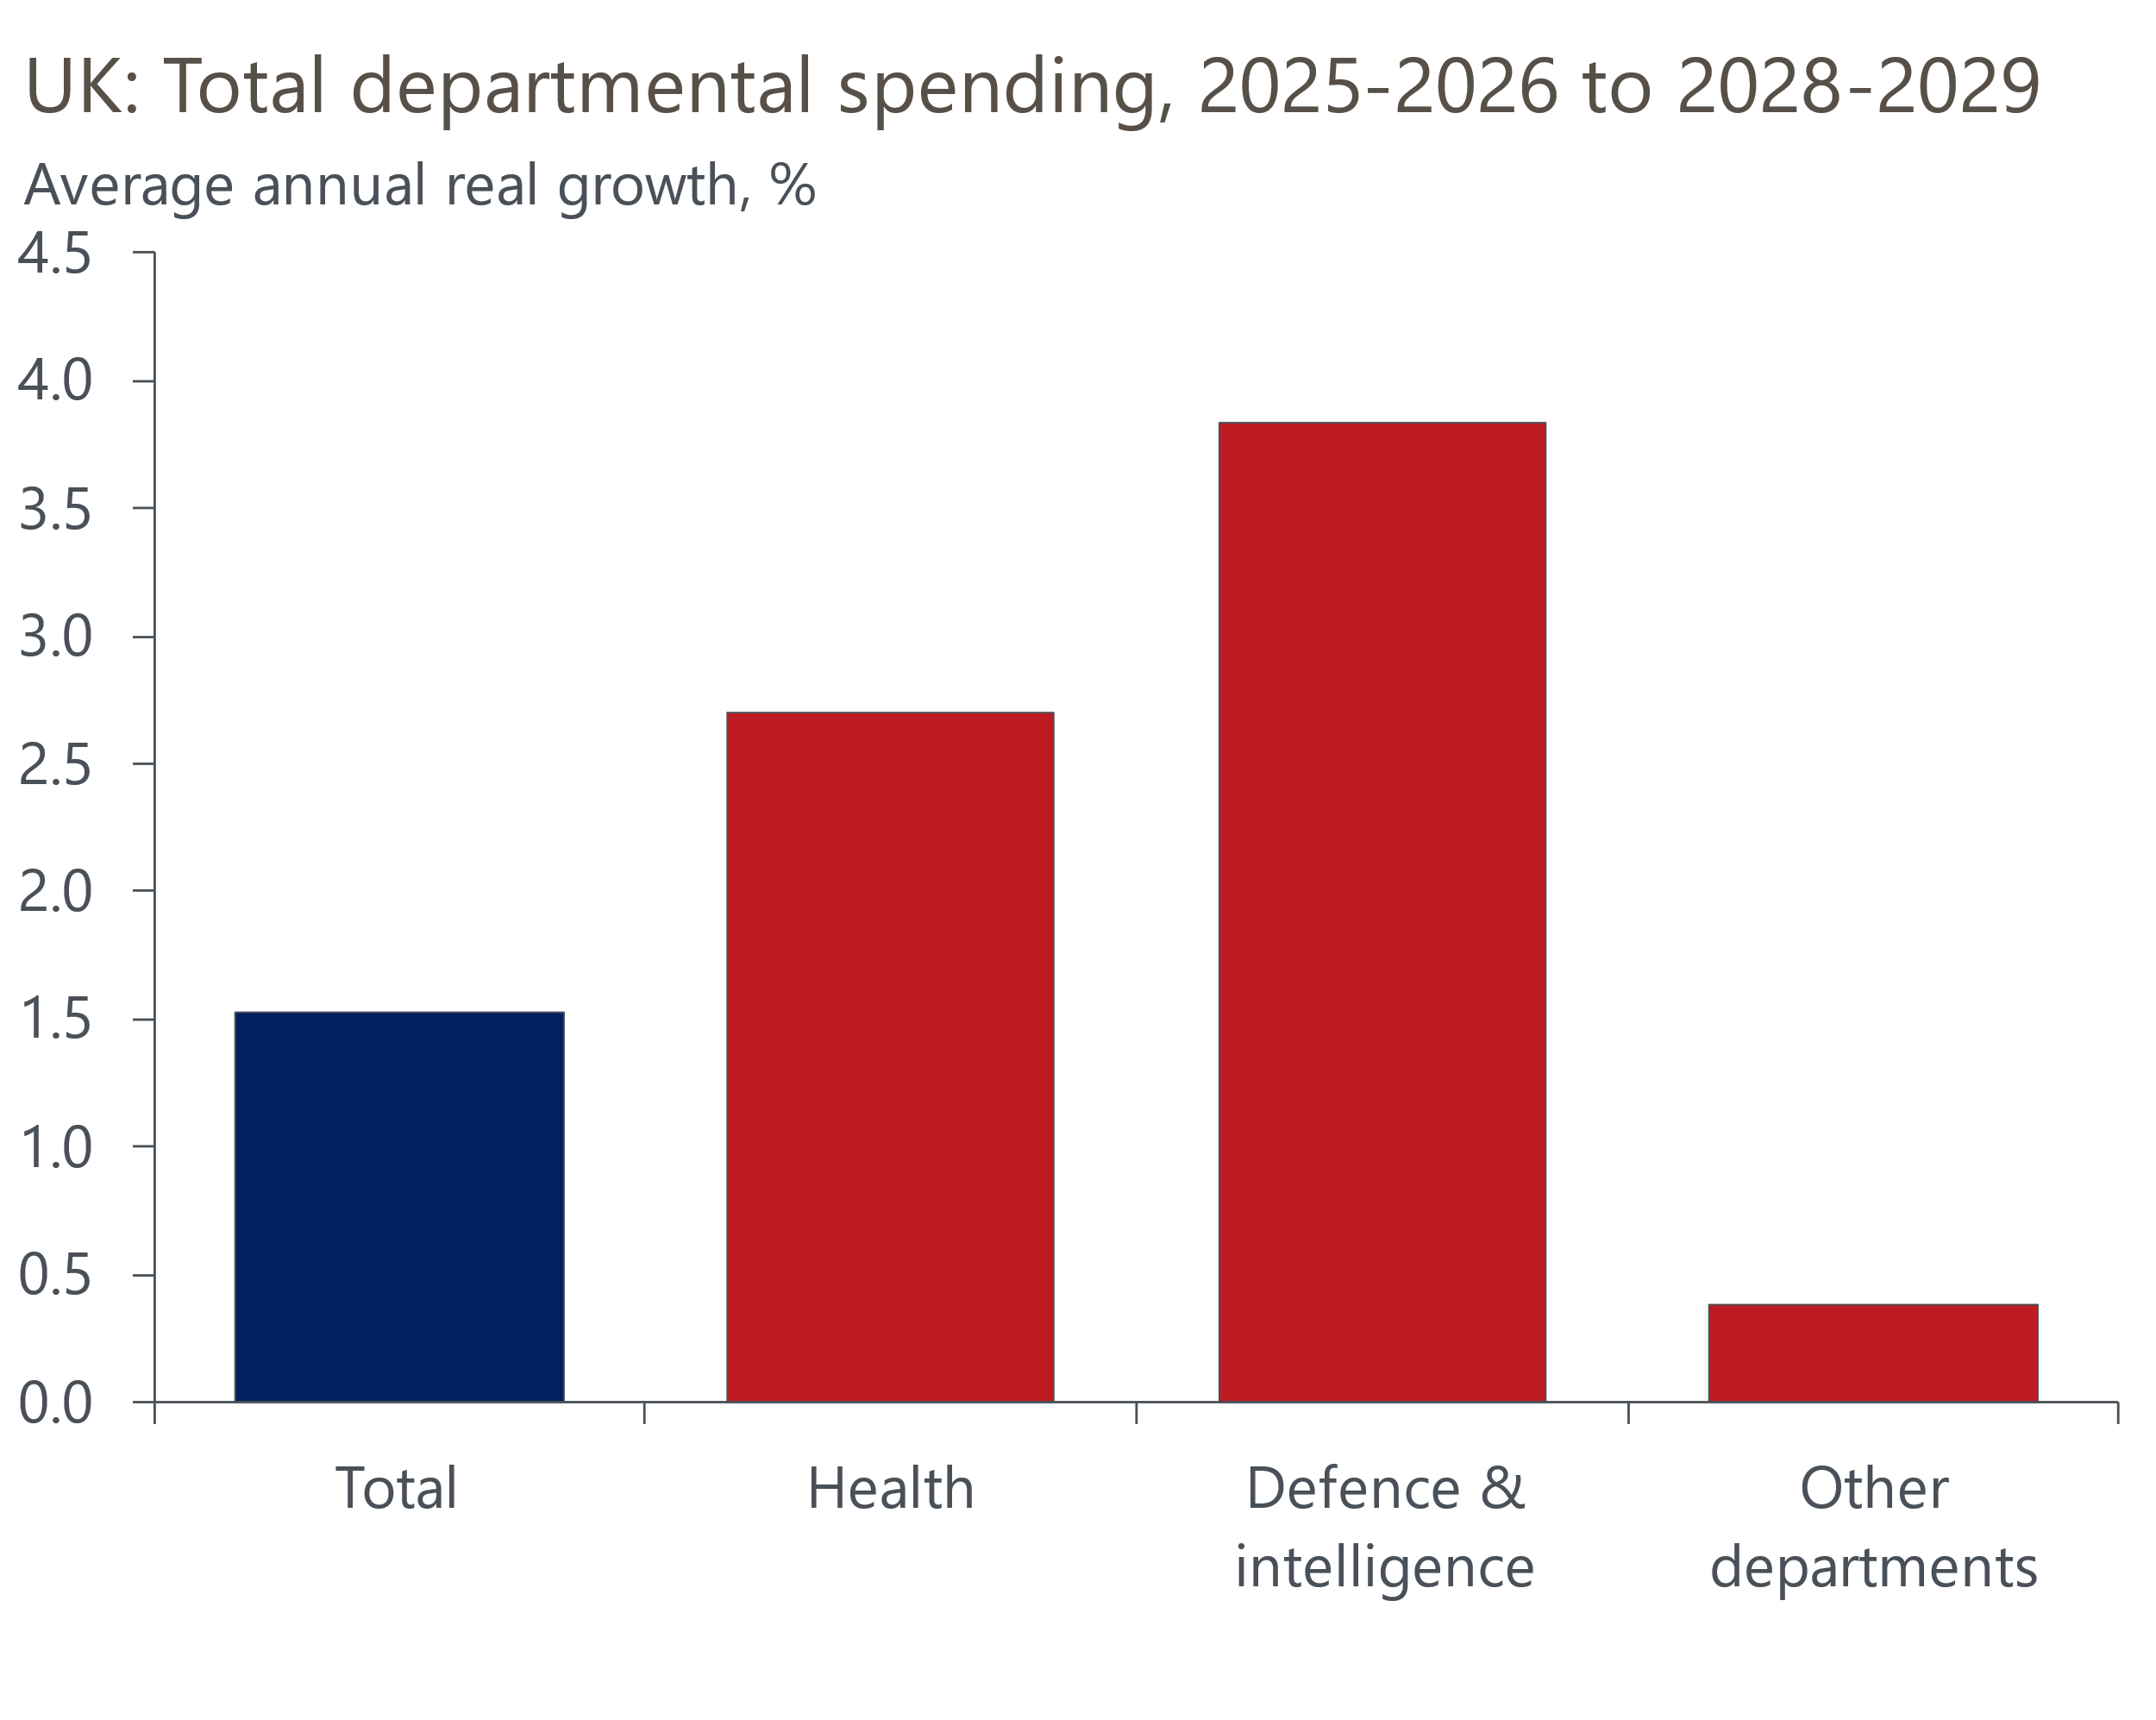 UK: Total departmental spending, 2025-2026 to 2028-2029
Average annual real growth, %
4.5
4.0
3.5
3.0
2.5
2.0
1.5
1.0
0.5
0.0
Total
Health
Defence &
intelligence
Other
departments